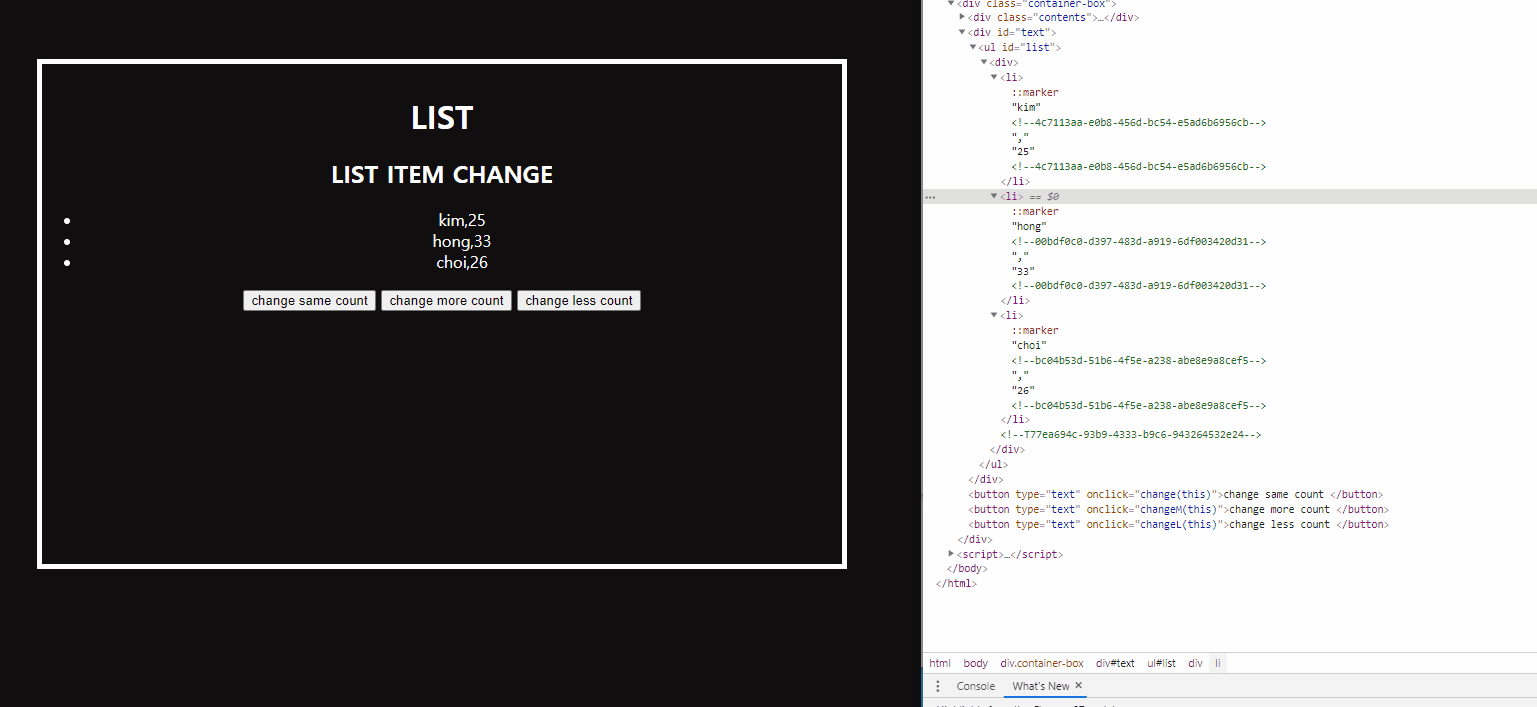 LIST
LIST ITEM CHANGE
kim,25
hong,33
choi,26
change same count change more count change less count
<div class="container-box">
<div class="contents">…</div>
<div id="text">
<ul id="list">
<div>
<li>
::marker
"kim"
<!--4c7113aa-e0b8-456d-bc54-e5ad6b6956cb-->
","
"25"
<!--4c7113aa-e0b8-456d-bc54-e5ad6b6956cb-->
</li>
<li> == $0
::marker
"hong"
<!--00bdf0c0-d397-483d-a919-6df003420d31-->
","
"33"
<!--00bdf0c0-d397-483d-a919-6df003420d31-->
</li>
<li>
::marker
"choi"
<!--bc04b53d-51b6-4f5e-a238-abe8e9a8cef5-->
","
"26"
<!--bc04b53d-51b6-4f5e-a238-abe8e9a8cef5-->
</li>
<!--T77ea694c-93b9-4333-b9c6-943264532e24-->
</div>
</ul>
</div>
<button type="text" onclick="change(this)">change same count </button>
<button type="text" onclick="changeM(this)">change more count </button>
<button type="text" onclick="changeL(this)">change less count </button>
</div>
<script>…</script>
</body>
</html>
html body div.container-box div#text ul#list div li
Console What's New ×